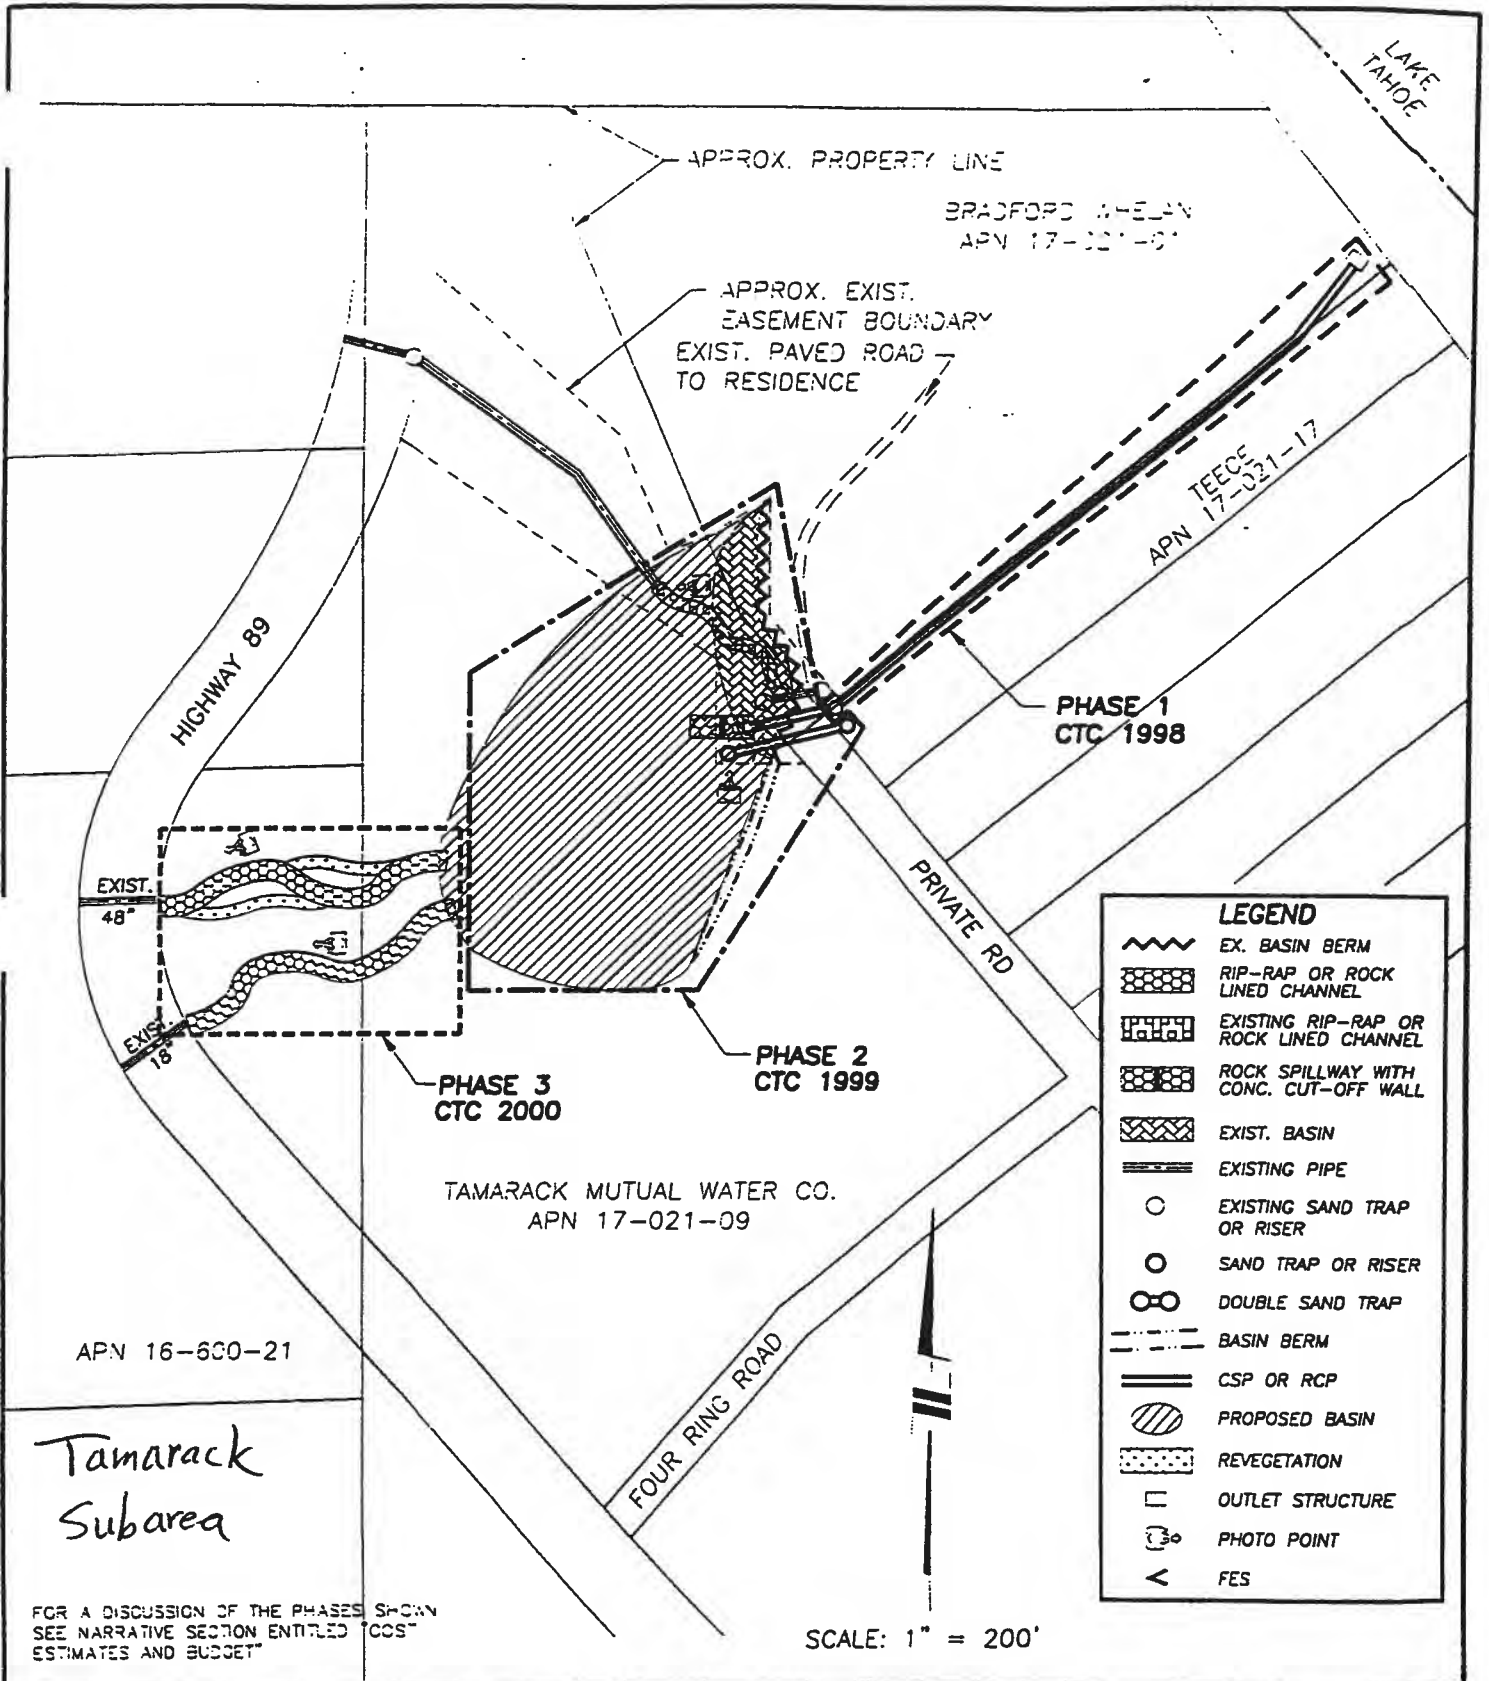 LAKE
TAHOE
APPROX. PROPERTY LINE
BRADFORD WHELAN
APN 17-021-01
APPROX. EXIST.
EASEMENT BOUNDARY
EXIST. PAVED ROAD
TO RESIDENCE
TEECE
APN 17-021-17
HIGHWAY 89
PHASE 1
CTC 1998
EXIST.
48"
PRIVATE RD
EXIST.
18"
PHASE 2
CTC 1999
PHASE 3
CTC 2000
TAMARACK MUTUAL WATER CO.
APN 17-021-09
LEGEND
EX. BASIN BERM
RIP-RAP OR ROCK
LINED CHANNEL
EXISTING RIP-RAP OR
ROCK LINED CHANNEL
ROCK SPILLWAY WITH
CONC. CUT-OFF WALL
EXIST. BASIN
EXISTING PIPE
EXISTING SAND TRAP
OR RISER
SAND TRAP OR RISER
DOUBLE SAND TRAP
BASIN BERM
CSP OR RCP
PROPOSED BASIN
REVEGETATION
OUTLET STRUCTURE
PHOTO POINT
FES
APN 16-600-21
FOUR RING ROAD
Tamarack
Subarea
FOR A DISCUSSION OF THE PHASES SHOWN
SEE NARRATIVE SECTION ENTITLED "COST
ESTIMATES AND BUDGET"
SCALE: 1" = 200'